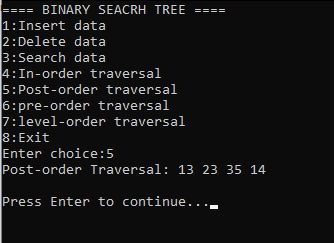 ==== BINARY SEACRH TREE ====
1:Insert data
2:Delete data
3:Search data
4:In-order traversal
5:Post-order traversal
6:pre-order traversal
7:level-order traversal
8:Exit
Enter choice:5
Post-order Traversal: 13 23 35 14
Press Enter to continue...